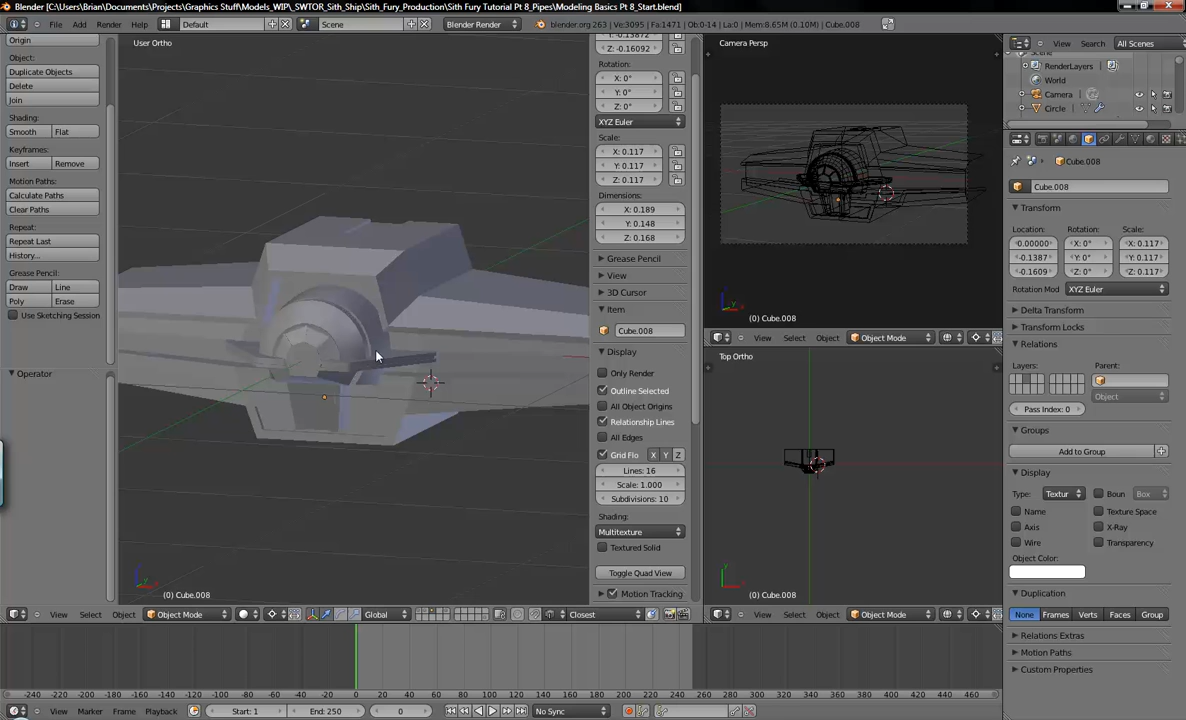 Blender [C:\Users\Brian\Documents\Projects\Graphics Stuff\Models_WIP\_SWTOR_Sith_Ship\Sith_Fury_Production\Sith Fury Tutorial Pt 8_Pipes\Modeling Basics Pt 8_Start.blend]
File Add Render Help Default Scene Blender Render blender.org 263 | Ve:3095 | Fa:1471 | Ob:0-14 | La:0 | Mem:8.65M (0.10M) | Cube.008
Origin
Object:
Duplicate Objects
Delete
Join
Shading:
Smooth Flat
Keyframes:
Insert Remove
Motion Paths:
Calculate Paths
Clear Paths
Repeat:
Repeat Last
History...
Grease Pencil:
Draw Line
Poly Erase
Use Sketching Session
Operator
User Ortho
(0) Cube.008
View Select Object Object Mode Global Closest
Y: -0.13872
Z: -0.16092
Rotation:
X: 0°
Y: 0°
Z: 0°
XYZ Euler
Scale:
X: 0.117
Y: 0.117
Z: 0.117
Dimensions:
X: 0.189
Y: 0.148
Z: 0.168
Grease Pencil
View
3D Cursor
Item
Cube.008
Display
Only Render
Outline Selected
All Object Origins
Relationship Lines
All Edges
Grid Flo X Y Z
Lines: 16
Scale: 1.000
Subdivisions: 10
Shading:
Multitexture
Textured Solid
Toggle Quad View
Motion Tracking
Camera Persp
(0) Cube.008
View Select Object Object Mode
Top Ortho
(0) Cube.008
View Select Object Object Mode
View Search All Scenes
RenderLayers
World
Camera
Circle
Cube.008
Cube.008
Transform
Location: Rotation: Scale:
0.00000 X: 0° X: 0.117
-0.1387 Y: 0° Y: 0.117
-0.1609 Z: 0° Z: 0.117
Rotation Mod XYZ Euler
Delta Transform
Transform Locks
Relations
Layers: Parent:
Object
Pass Index: 0
Groups
Add to Group
Display
Type: Textur Boun Box
Name Texture Space
Axis X-Ray
Wire Transparency
Object Color:
Duplication
None Frames Verts Faces Group
Relations Extras
Motion Paths
Custom Properties
-240 -220 -200 -180 -160 -140 -120 -100 -80 -60 -40 -20 0 20 40 60 80 100 120 140 160 180 200 220 240 260 280 300 320 340 360 380 400 420 440 460
View Marker Frame Playback Start: 1 End: 250 0 No Sync